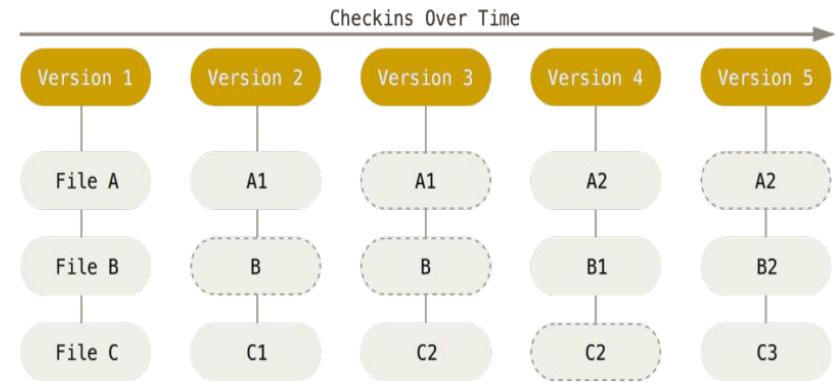 Checkins Over Time
Version 1 Version 2 Version 3 Version 4 Version 5
File A A1 A1 A2 A2
File B B B B1 B2
File C C1 C2 C2 C3